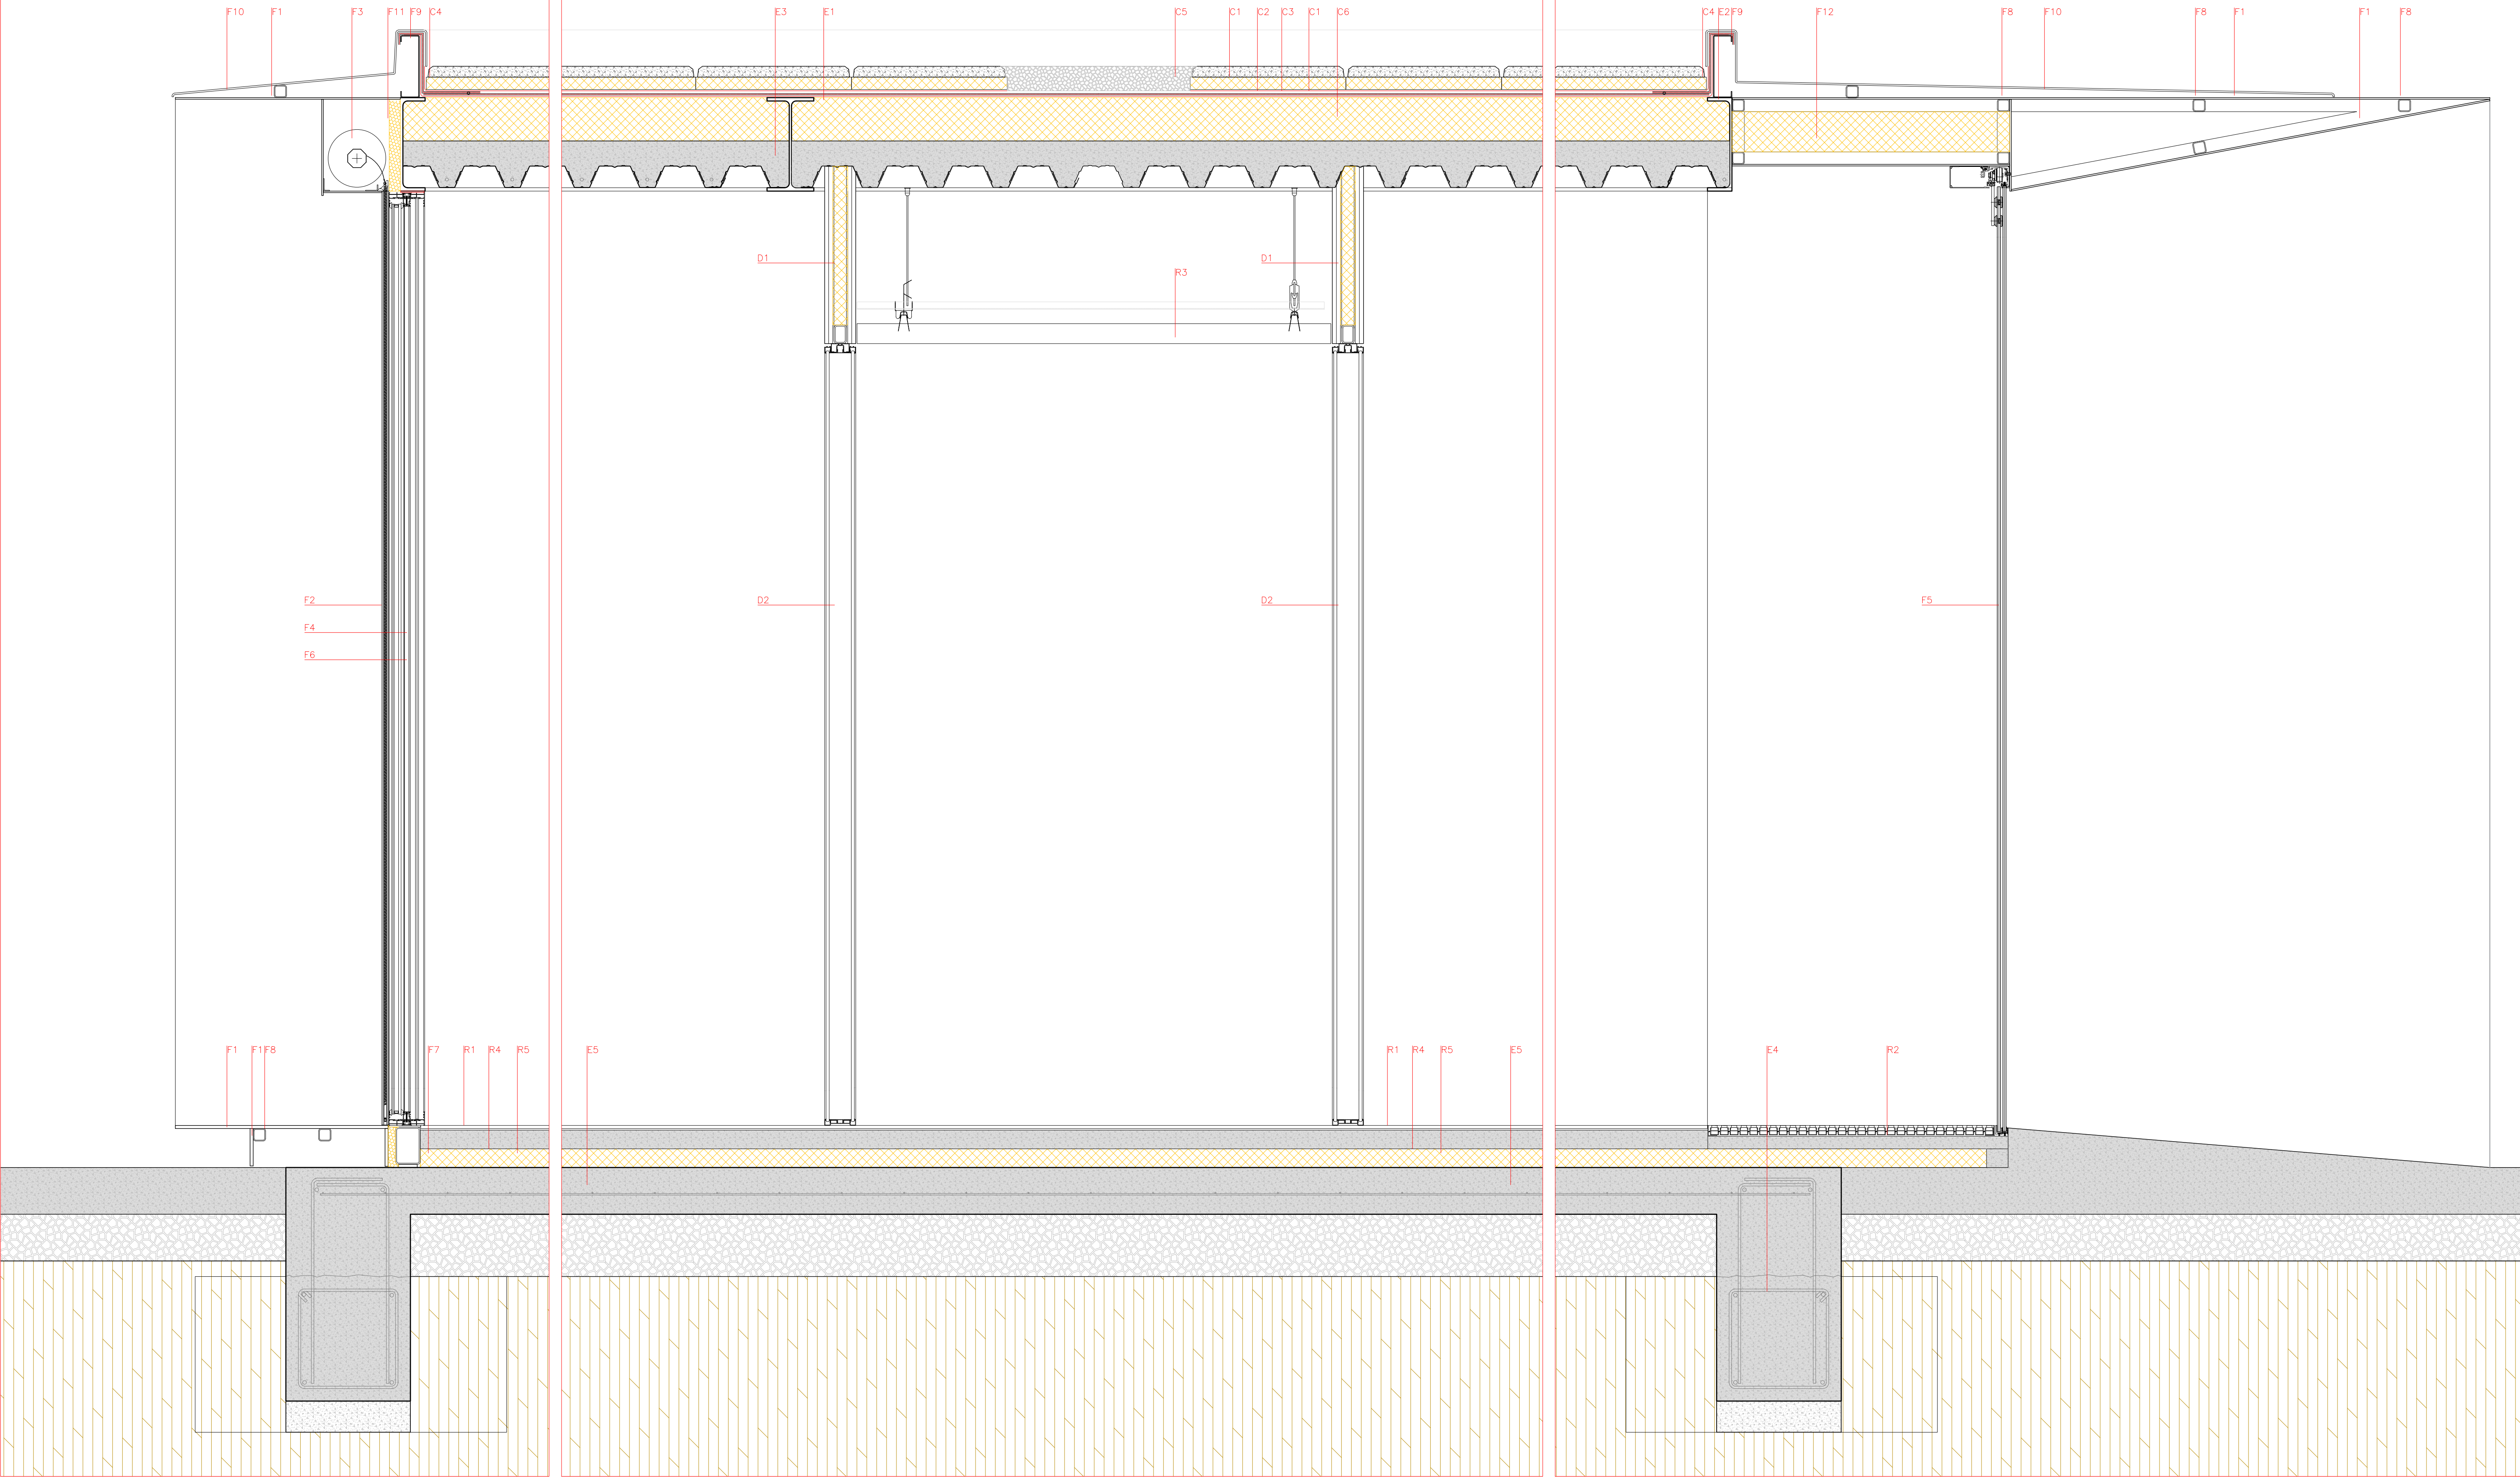 F10 F1 F3 F11 F9 C4 E3 E1 C5 C1 C2 C3 C1 C6 C4 E2 F9 F12 F8 F10 F8 F1 F1 F8
D1 D1
R3
F2 D2 D2 F5
F4
F6
F1 F1 F8 F7 R1 R4 R5 E5 R1 R4 R5 E5 E4 R2